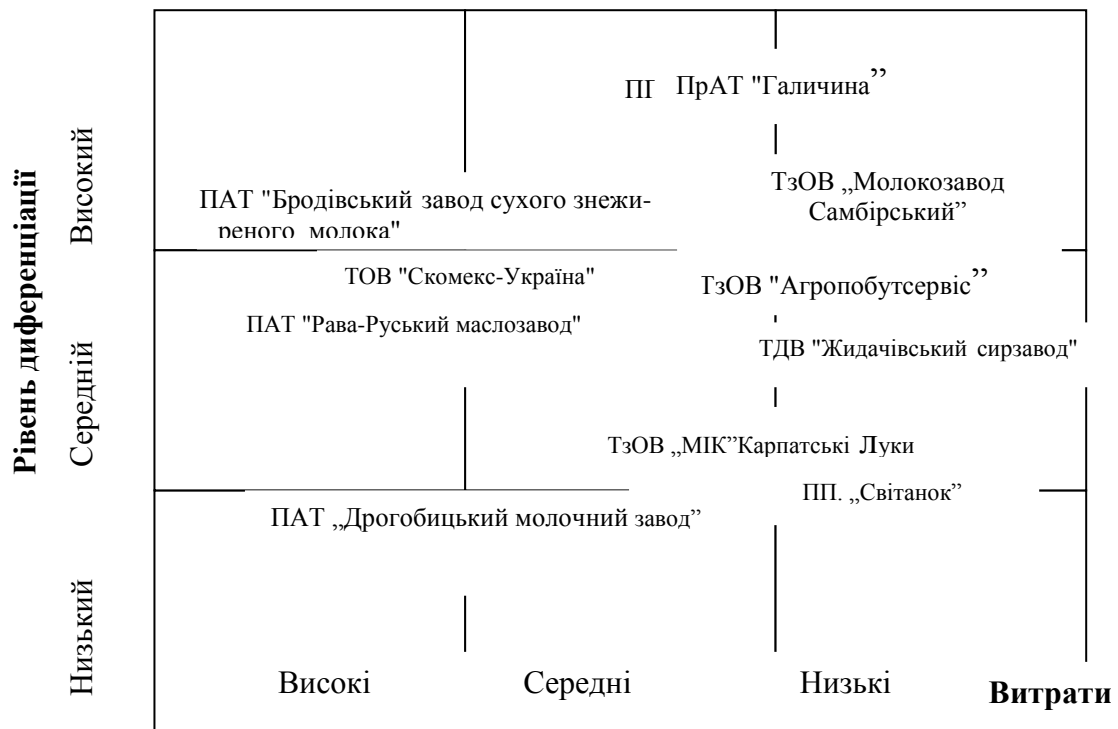 Рівень диференціації
Високий
Середній
Низький
ПГ ПрАТ "Галичина”
ПАТ "Бродівський завод сухого знежи-
реного молока"
ТзОВ „Молокозавод
Самбірський”
ТОВ "Скомекс-Україна"
ТзОВ "Агропобутсервіс”
ПАТ "Рава-Руський маслозавод"
ТДВ "Жидачівський сирзавод"
ТзОВ „МІК”Карпатські Луки
ПП. „Світанок”
ПАТ „Дрогобицький молочний завод”
Високі
Середні
Низькі
Витрати